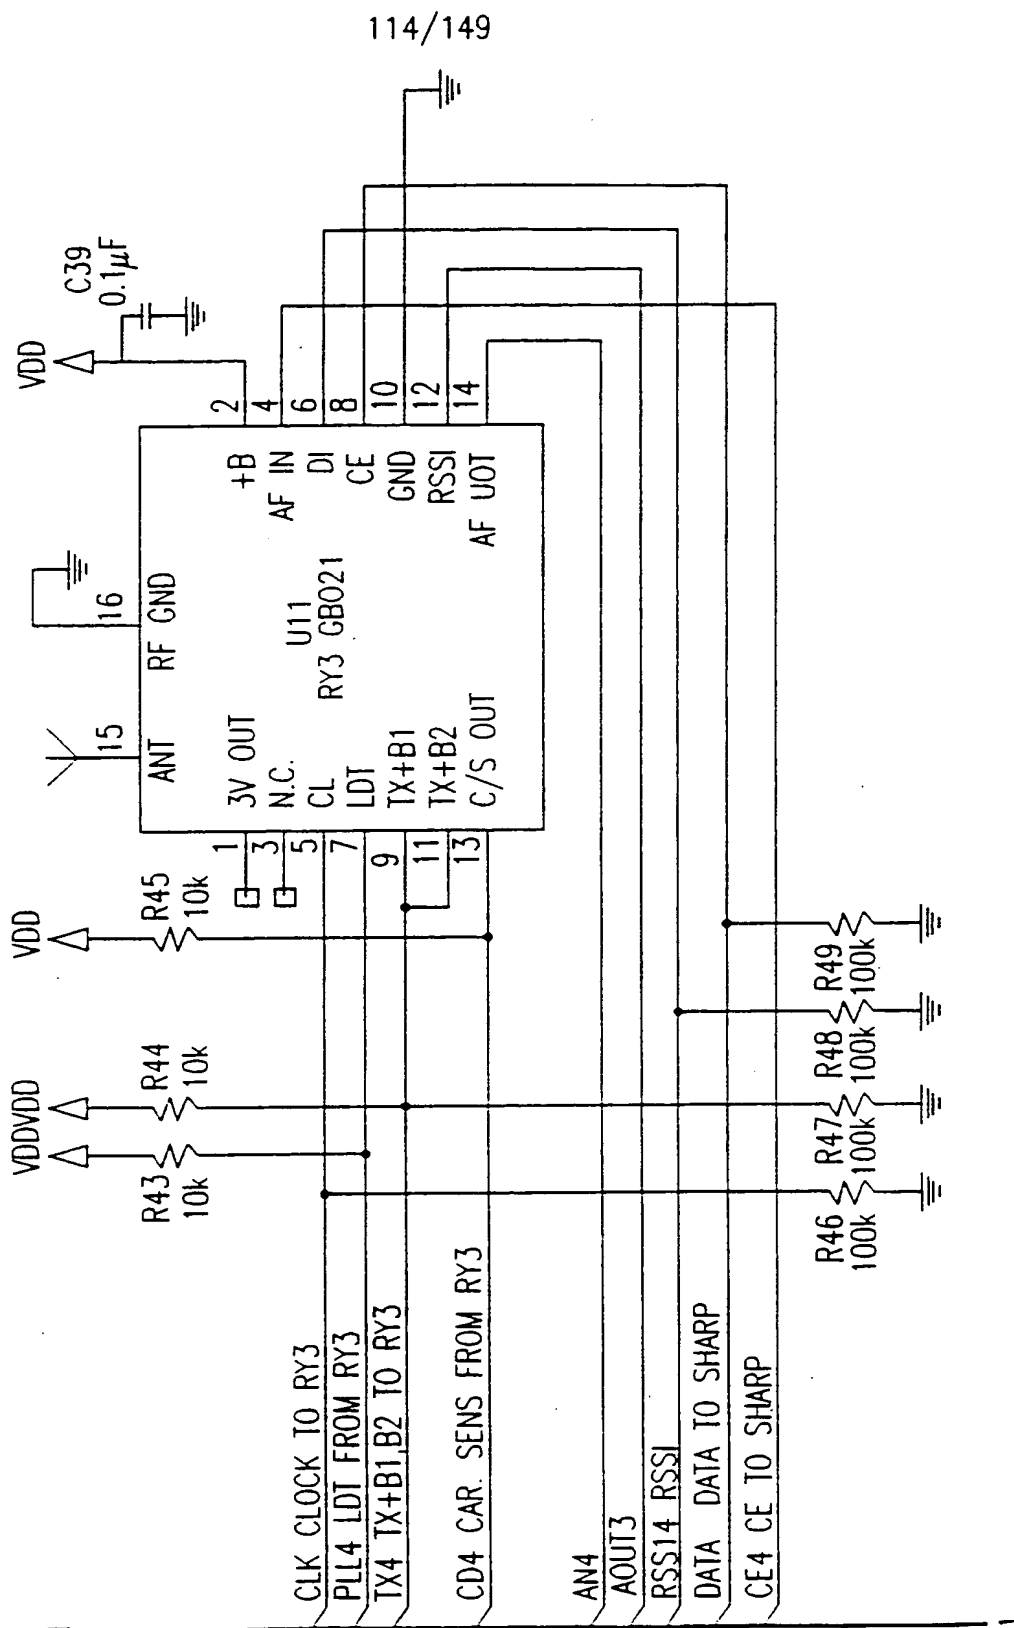 114/149
VDD
C39
0.1µF
2
4
6
8
10
12
14
+B
AF IN
DI
CE
GND
RSSI
AF UOT
16
RF GND
U11
RY3 GB021
15
ANT
3V OUT
N.C.
CL
LDT
TX+B1
TX+B2
C/S OUT
1
3
5
7
9
11
13
VDD
R45
10k
VDDVDD
R44
10k
R43
10k
R49
100k
R48
100k
R47
100k
R46
100k
CLK CLOCK TO RY3
PLL4 LDT FROM RY3
TX4 TX+B1,B2 TO RY3
CD4 CAR. SENS FROM RY3
AN4
AOUT3
RSS14 RSSI
DATA DATA TO SHARP
CE4 CE TO SHARP